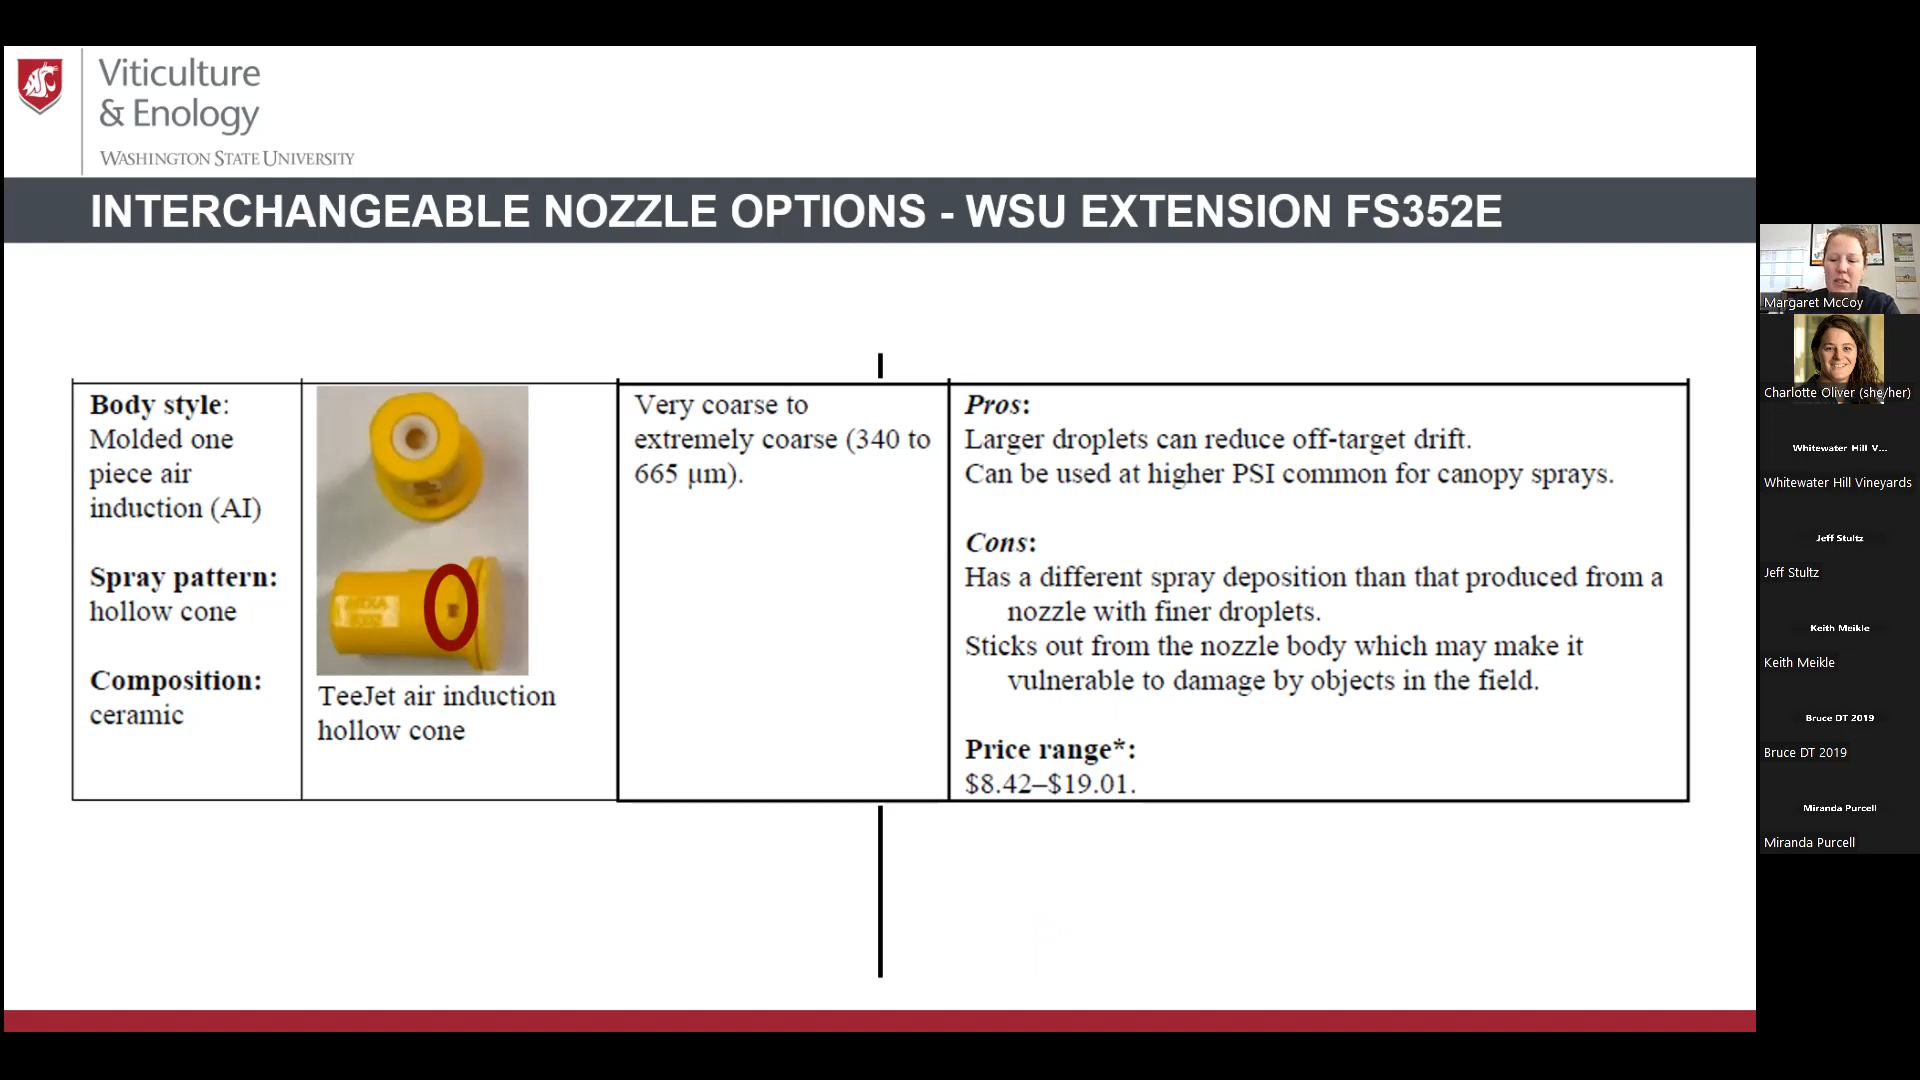 Viticulture
& Enology
WASHINGTON STATE UNIVERSITY
INTERCHANGEABLE NOZZLE OPTIONS - WSU EXTENSION FS352E
Body style:
Molded one
piece air
induction (AI)
Spray pattern:
hollow cone
Composition:
ceramic
TeeJet air induction
hollow cone
Very coarse to
extremely coarse (340 to
665 µm).
Pros:
Larger droplets can reduce off-target drift.
Can be used at higher PSI common for canopy sprays.
Cons:
Has a different spray deposition than that produced from a
nozzle with finer droplets.
Sticks out from the nozzle body which may make it
vulnerable to damage by objects in the field.
Price range*:
$8.42–$19.01.
Margaret McCoy
Charlotte Oliver (she/her)
Whitewater Hill V...
Whitewater Hill Vineyards
Jeff Stultz
Jeff Stultz
Keith Meikle
Keith Meikle
Bruce DT 2019
Bruce DT 2019
Miranda Purcell
Miranda Purcell